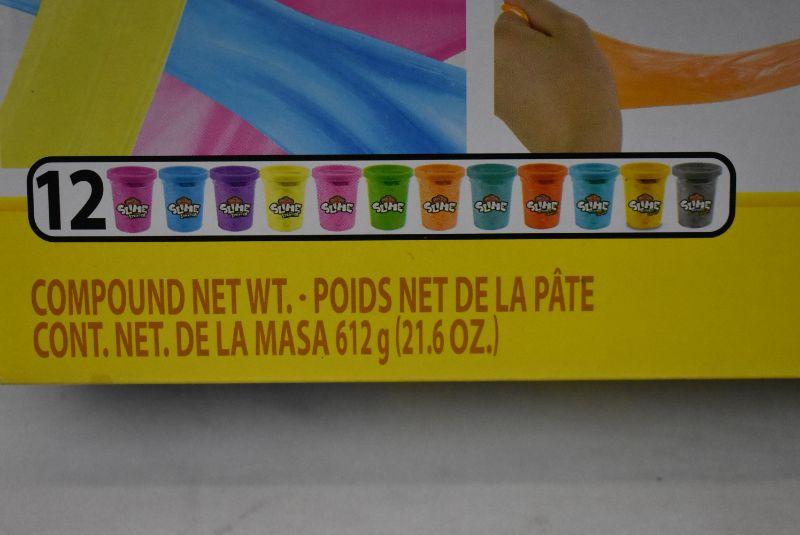 12 SLIME SLIME SLIME SLIME SLIME SLIME SLIME SLIME SLIME SLIME SLIME SLIME
COMPOUND NET WT. · POIDS NET DE LA PÂTE
CONT. NET. DE LA MASA 612 g (21.6 OZ.)